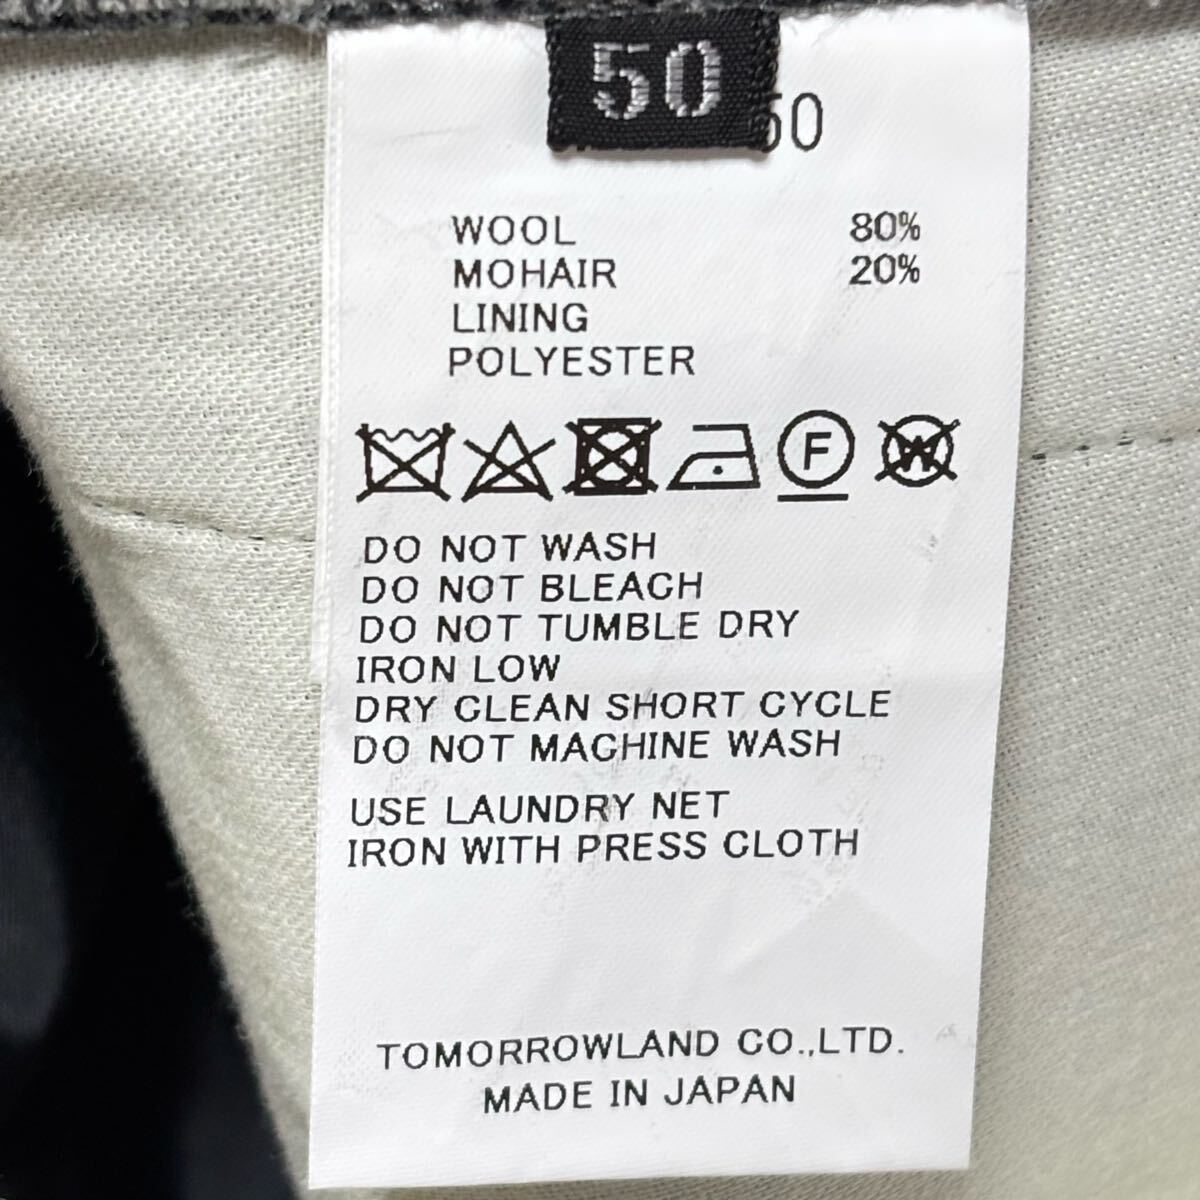 50
50
WOOL 80%
MOHAIR 20%
LINING
POLYESTER
F
W
DO NOT WASH
DO NOT BLEACH
DO NOT TUMBLE DRY
IRON LOW
DRY CLEAN SHORT CYCLE
DO NOT MACHINE WASH
USE LAUNDRY NET
IRON WITH PRESS CLOTH
TOMORROWLAND CO.,LTD.
MADE IN JAPAN